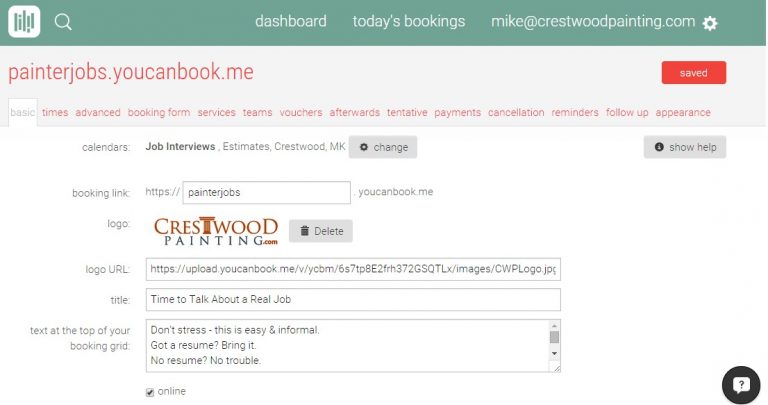 dashboard today's bookings mike@crestwoodpainting.com
painterjobs.youcanbook.me saved
basic times advanced booking form services teams vouchers afterwards tentative payments cancellation reminders follow up appearance
calendars: Job Interviews , Estimates, Crestwood, MK change show help
booking link: https:// painterjobs . youcanbook.me
logo: CRESTWOOD PAINTING.com Delete
logo URL: https://upload.youcanbook.me/v/ycbm/6s7tp8E2frh372GSQTLx/images/CWPLogo.jpg
title: Time to Talk About a Real Job
text at the top of your booking grid:
Don't stress - this is easy & informal.
Got a resume? Bring it.
No resume? No trouble.
online